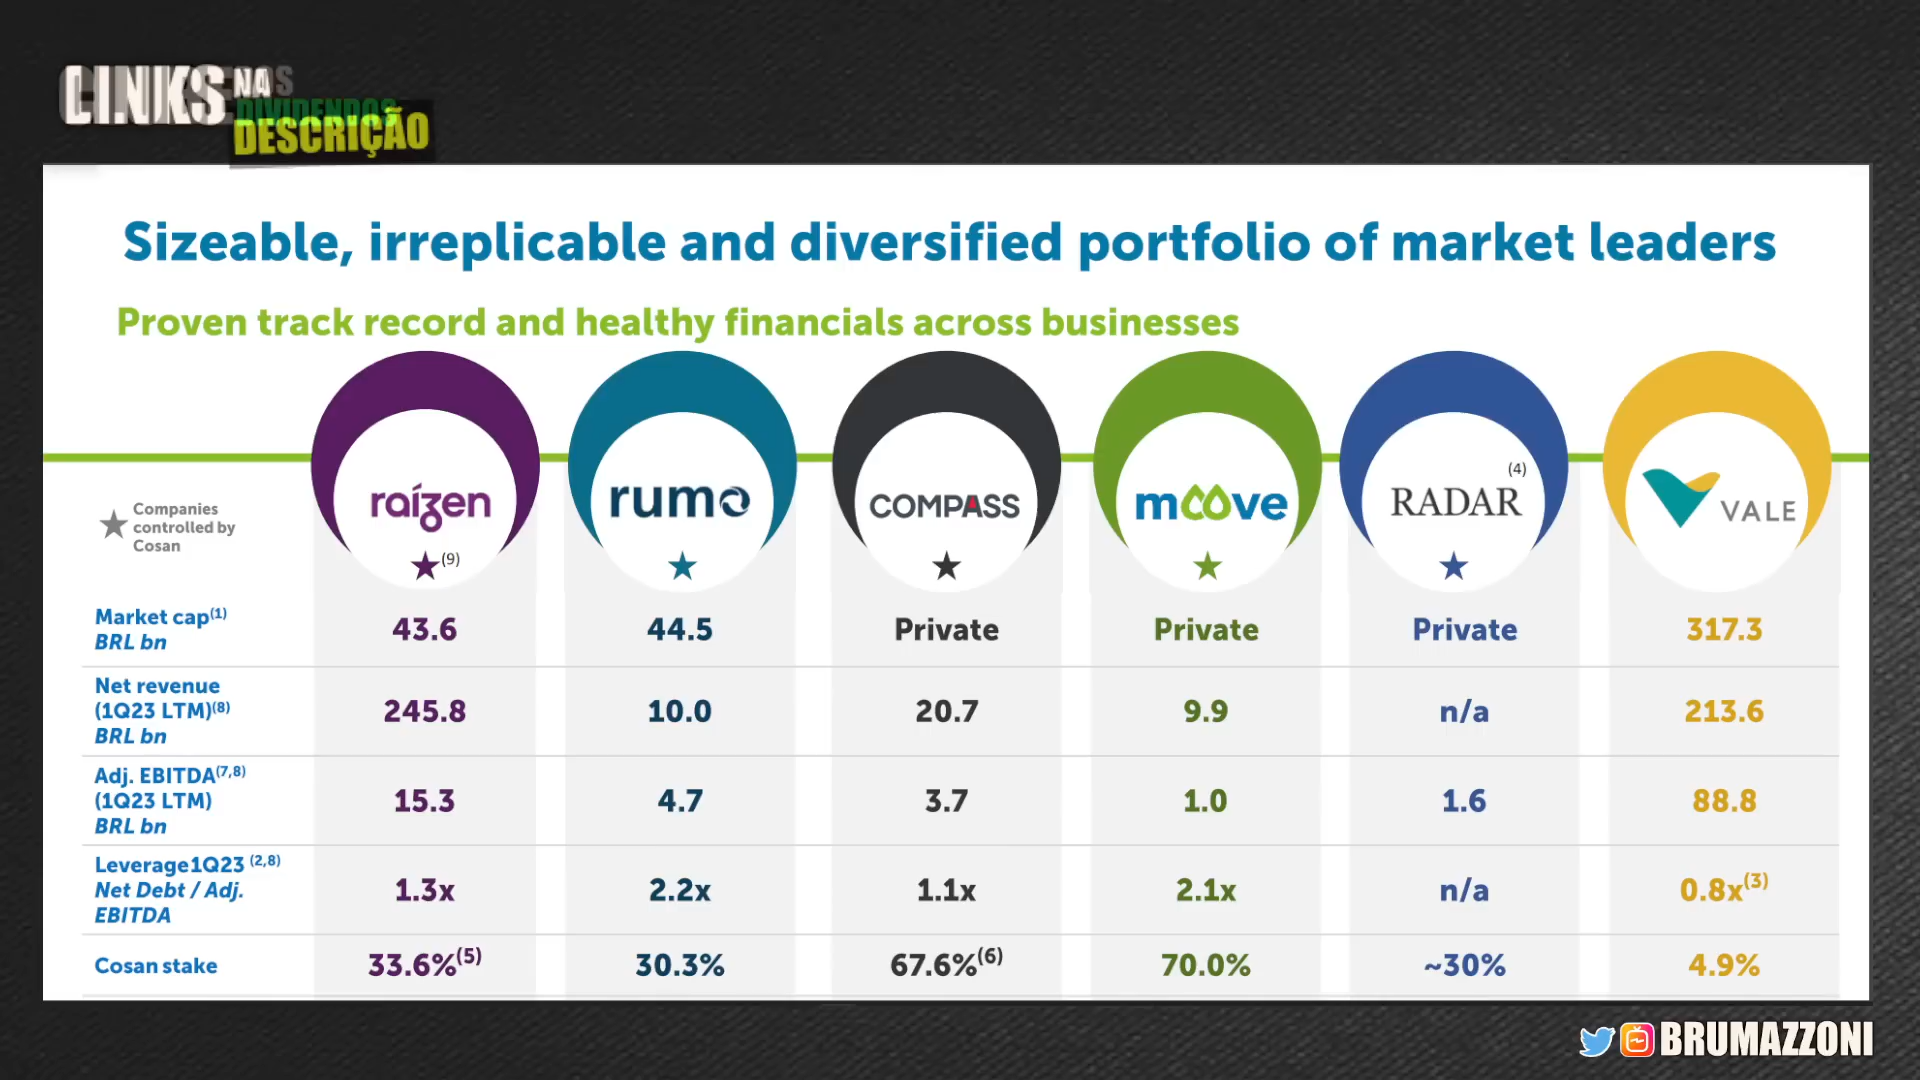 LINKS NA
DIVIDENDOS
DESCRIÇÃO
Sizeable, irreplicable and diversified portfolio of market leaders
Proven track record and healthy financials across businesses
Companies
controlled by
Cosan
raízen
(9)
rumo
COMPASS
moove
RADAR
(4)
VALE
Market cap(1)
BRL bn
43.6 44.5 Private Private Private 317.3
Net revenue
(1Q23 LTM)(8)
BRL bn
245.8 10.0 20.7 9.9 n/a 213.6
Adj. EBITDA(7,8)
(1Q23 LTM)
BRL bn
15.3 4.7 3.7 1.0 1.6 88.8
Leverage1Q23 (2,8)
Net Debt / Adj.
EBITDA
1.3x 2.2x 1.1x 2.1x n/a 0.8x(3)
Cosan stake 33.6%(5) 30.3% 67.6%(6) 70.0% ~30% 4.9%
BRUMAZZONI